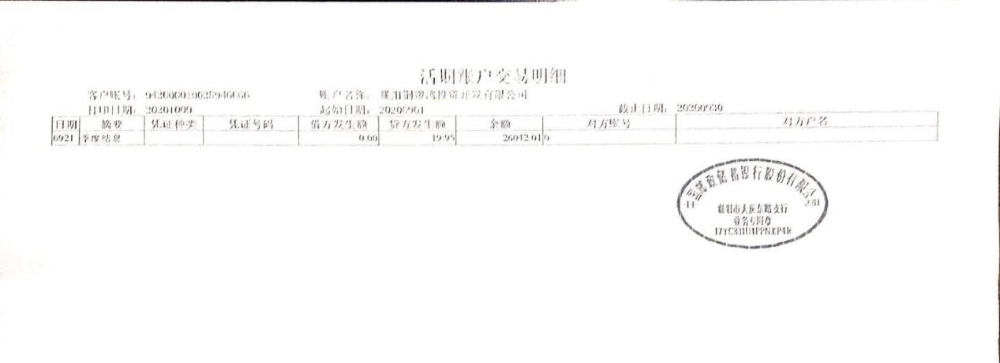 活期账户交易明细
客户账号: 账户名称: 襄阳铜锣湾投资开发有限公司
打印日期: 20201009 起始日期: 20200901 截止日期: 20200930
日期 摘要 凭证种类 凭证号码 借方发生额 贷方发生额 余额 对方账号 对方户名
0921 季度结息 0.00 19.95 26042.01 0
中国邮政储蓄银行股份有限公司
襄阳市大庆东路支行
业务专用章